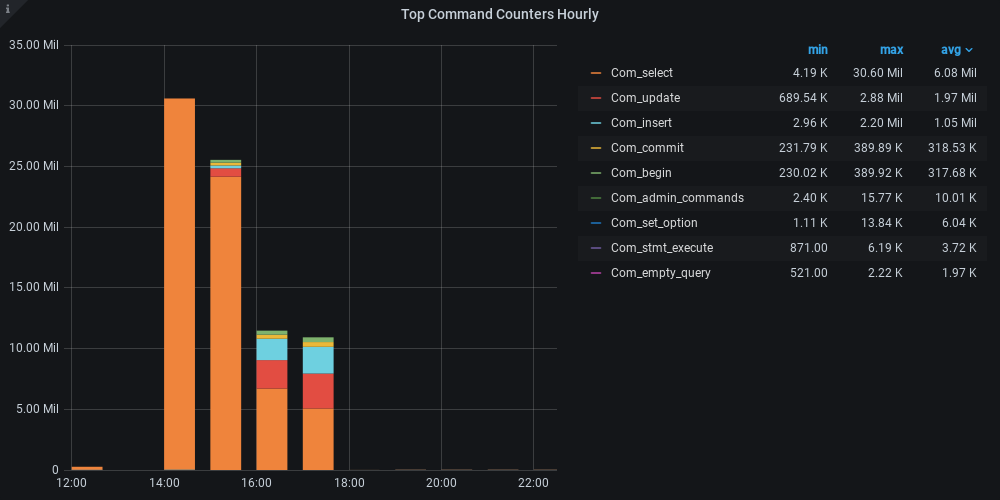 i
Top Command Counters Hourly
35.00 Mil
30.00 Mil
25.00 Mil
20.00 Mil
15.00 Mil
10.00 Mil
5.00 Mil
0
12:00 14:00 16:00 18:00 20:00 22:00
min max avg
Com_select 4.19 K 30.60 Mil 6.08 Mil
Com_update 689.54 K 2.88 Mil 1.97 Mil
Com_insert 2.96 K 2.20 Mil 1.05 Mil
Com_commit 231.79 K 389.89 K 318.53 K
Com_begin 230.02 K 389.92 K 317.68 K
Com_admin_commands 2.40 K 15.77 K 10.01 K
Com_set_option 1.11 K 13.84 K 6.04 K
Com_stmt_execute 871.00 6.19 K 3.72 K
Com_empty_query 521.00 2.22 K 1.97 K